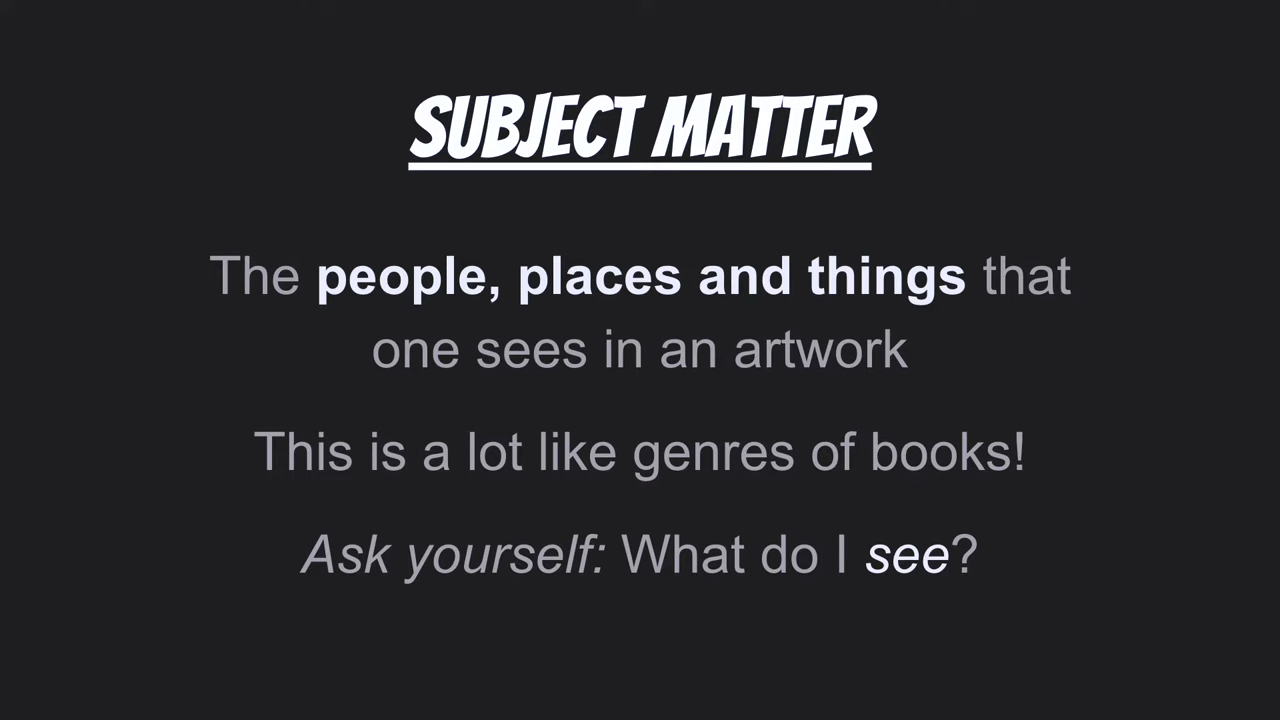 SUBJECT MATTER
The people, places and things that
one sees in an artwork
This is a lot like genres of books!
Ask yourself: What do I see?